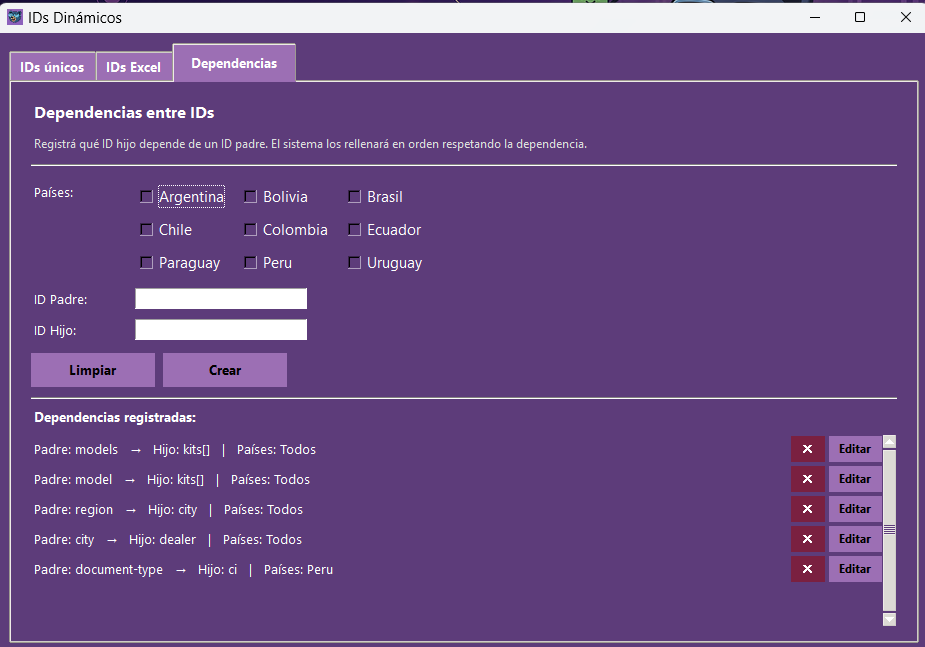 IDs Dinámicos
IDs únicos IDs Excel Dependencias
Dependencias entre IDs
Registrá qué ID hijo depende de un ID padre. El sistema los rellenará en orden respetando la dependencia.
Países: Argentina Bolivia Brasil
Chile Colombia Ecuador
Paraguay Peru Uruguay
ID Padre:
ID Hijo:
Limpiar Crear
Dependencias registradas:
Padre: models → Hijo: kits[] | Países: Todos × Editar
Padre: model → Hijo: kits[] | Países: Todos × Editar
Padre: region → Hijo: city | Países: Todos × Editar
Padre: city → Hijo: dealer | Países: Todos × Editar
Padre: document-type → Hijo: ci | Países: Peru × Editar